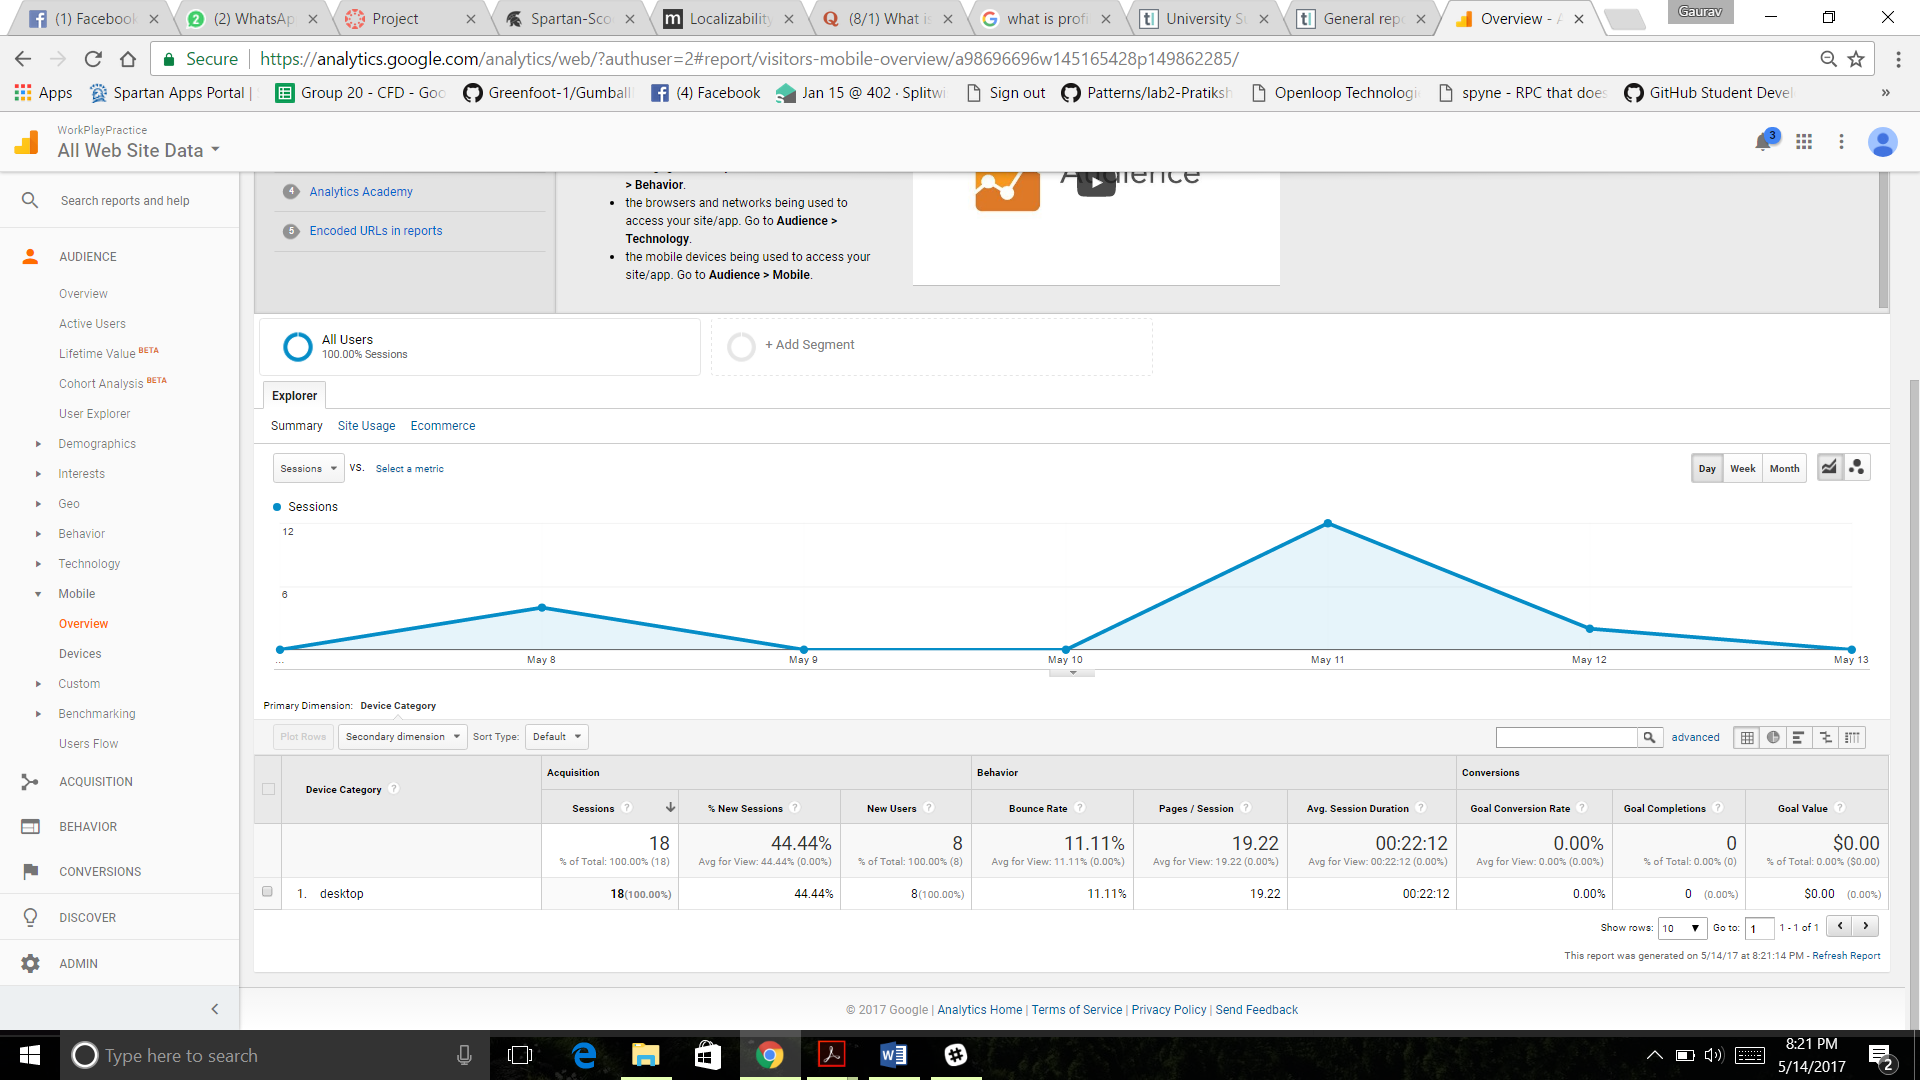 (1) Facebook
(2) WhatsAp
Project
Spartan-Sco
Localizability
(8/1) What is
what is profi
University S
General repo
Overview - A
Gaurav
Secure
https://analytics.google.com/analytics/web/?authuser=2#report/visitors-mobile-overview/a98696696w145165428p149862285/
Apps
Spartan Apps Portal |
Group 20 - CFD - Goo
Greenfoot-1/Gumball
(4) Facebook
Jan 15 @ 402 · Splitwi
Sign out
Patterns/lab2-Pratiksh
Openloop Technologi
spyne - RPC that does
GitHub Student Devel
»
WorkPlayPractice
All Web Site Data
3
Search reports and help
AUDIENCE
Overview
Active Users
Lifetime Value BETA
Cohort Analysis BETA
User Explorer
Demographics
Interests
Geo
Behavior
Technology
Mobile
Overview
Devices
Custom
Benchmarking
Users Flow
ACQUISITION
BEHAVIOR
CONVERSIONS
DISCOVER
ADMIN
4 Analytics Academy
5 Encoded URLs in reports
> Behavior.
• the browsers and networks being used to
access your site/app. Go to Audience >
Technology.
• the mobile devices being used to access your
site/app. Go to Audience > Mobile.
Audience
All Users
100.00% Sessions
+ Add Segment
Explorer
Summary Site Usage Ecommerce
Sessions VS. Select a metric
Day Week Month
Sessions
12
6
... May 8 May 9 May 10 May 11 May 12 May 13
Primary Dimension: Device Category
Plot Rows Secondary dimension Sort Type: Default
advanced
Device Category ?
Acquisition Behavior Conversions
Sessions ? % New Sessions ? New Users ? Bounce Rate ? Pages / Session ? Avg. Session Duration ? Goal Conversion Rate ? Goal Completions ? Goal Value ?
18 44.44% 8 11.11% 19.22 00:22:12 0.00% 0 $0.00
% of Total: 100.00% (18) Avg for View: 44.44% (0.00%) % of Total: 100.00% (8) Avg for View: 11.11% (0.00%) Avg for View: 19.22 (0.00%) Avg for View: 00:22:12 (0.00%) Avg for View: 0.00% (0.00%) % of Total: 0.00% (0) % of Total: 0.00% ($0.00)
1. desktop 18(100.00%) 44.44% 8(100.00%) 11.11% 19.22 00:22:12 0.00% 0 (0.00%) $0.00 (0.00%)
Show rows: 10 Go to: 1 1 - 1 of 1
This report was generated on 5/14/17 at 8:21:14 PM - Refresh Report
© 2017 Google | Analytics Home | Terms of Service | Privacy Policy | Send Feedback
Type here to search
8:21 PM
5/14/2017
2